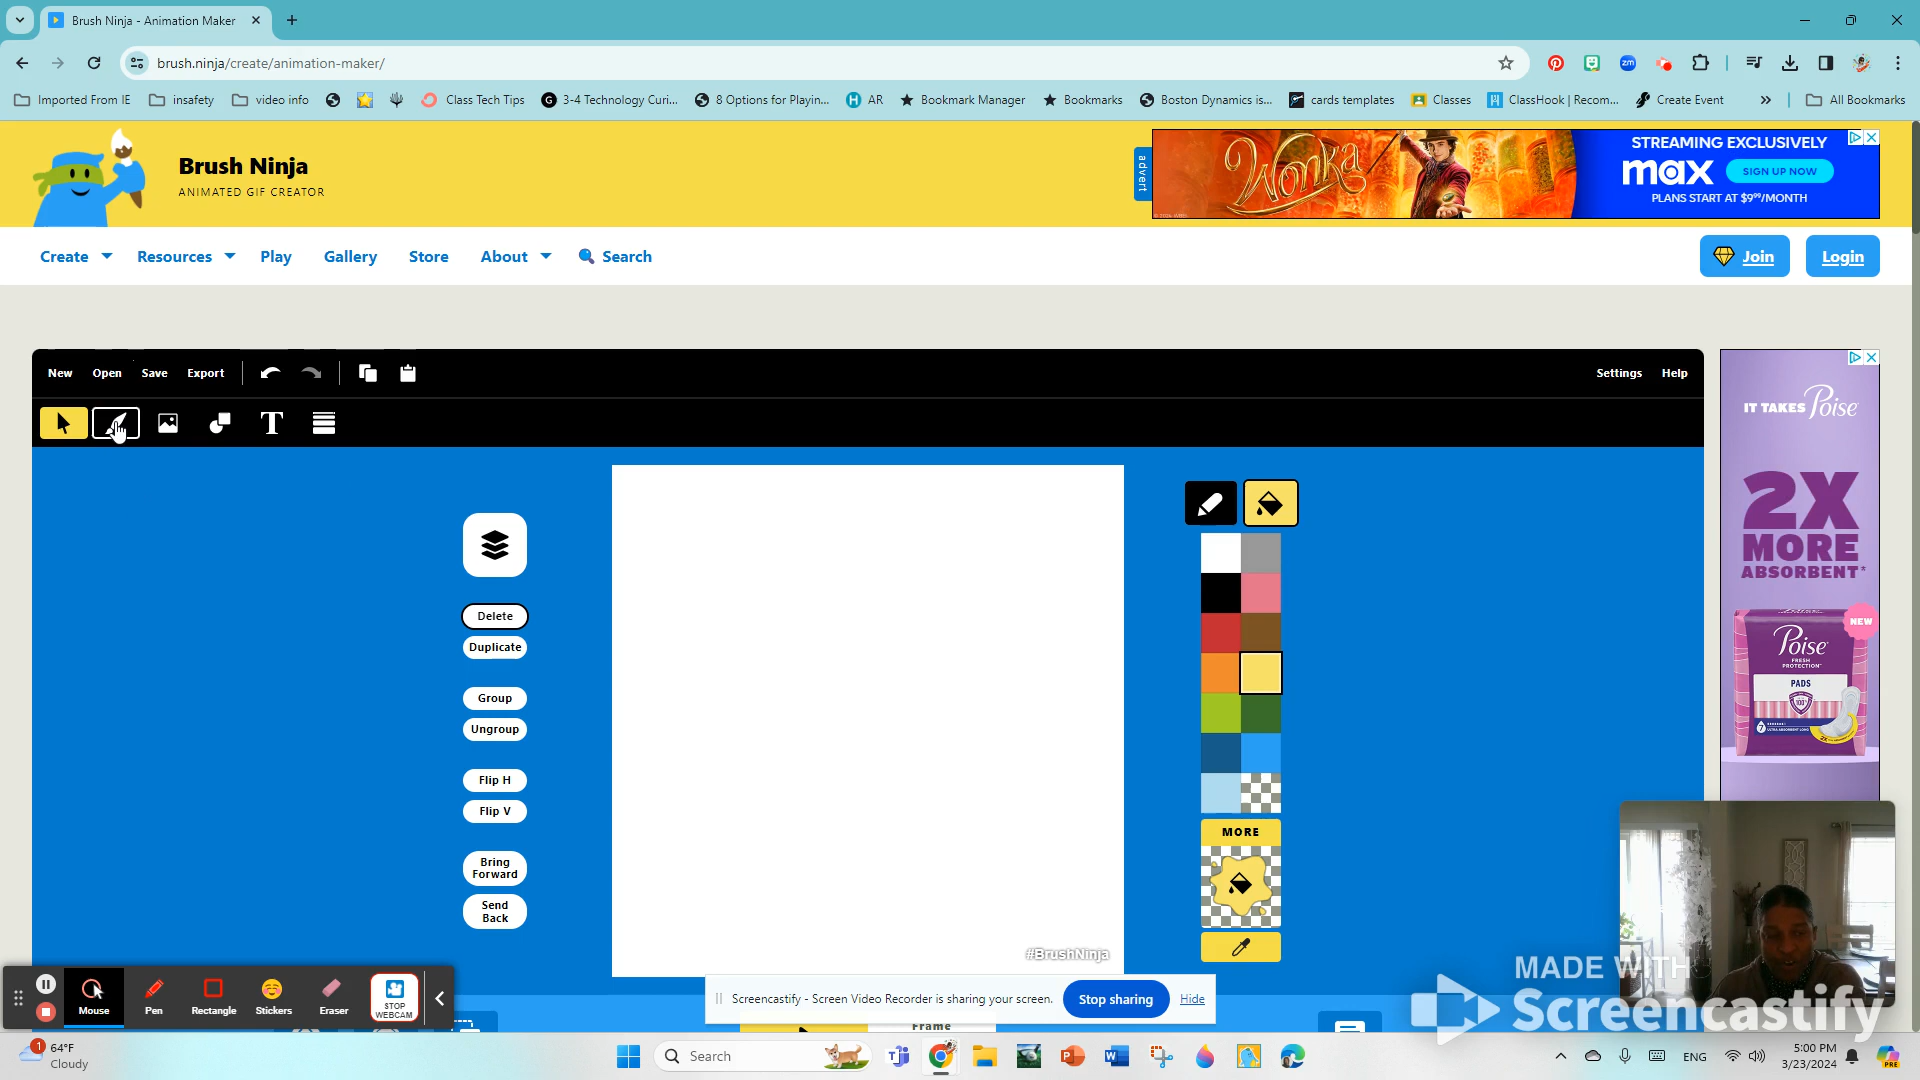 Brush Ninja - Animation Maker
brush.ninja/create/animation-maker/
Imported From IE
insafety
video info
Class Tech Tips
3-4 Technology Curi...
8 Options for Playin...
AR
Bookmark Manager
Bookmarks
Boston Dynamics is...
cards templates
Classes
ClassHook | Recom...
Create Event
All Bookmarks
zm
Brush Ninja
ANIMATED GIF CREATOR
advert
WONKA
STREAMING EXCLUSIVELY
max
SIGN UP NOW
PLANS START AT $9.99/MONTH
Create
Resources
Play
Gallery
Store
About
Search
Join
Login
New
Open
Save
Export
Settings
Help
T
Delete
Duplicate
Group
Ungroup
Flip H
Flip V
Bring
Forward
Send
Back
#BrushNinja
MORE
IT TAKES Poise
2X
MORE
ABSORBENT*
NEW
Poise
FRESH
PROTECTION
PADS
MADE WITH
Screencastify
Mouse
Pen
Rectangle
Stickers
Eraser
STOP
WEBCAM
Screencastify - Screen Video Recorder is sharing your screen.
Stop sharing
Hide
Frame
1
64°F
Cloudy
Search
ENG
5:00 PM
3/23/2024
PRE